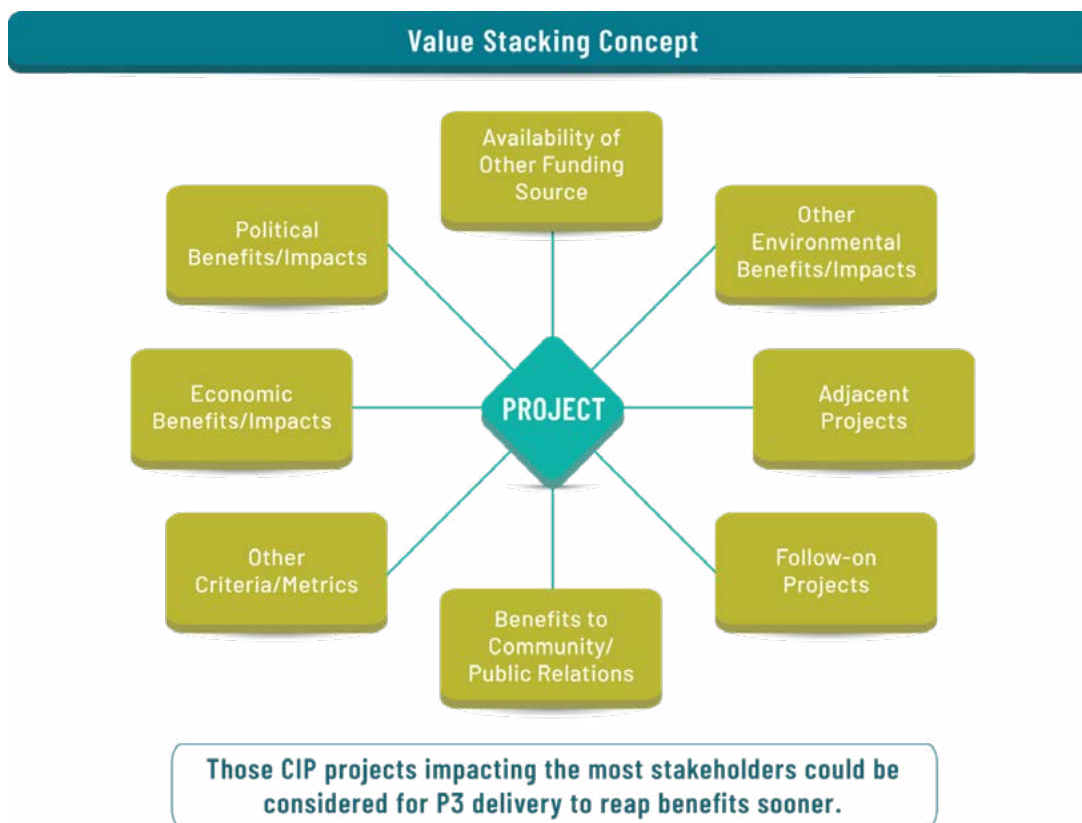 Value Stacking Concept
Availability of
Other Funding
Source
Political
Benefits/Impacts
Other
Environmental
Benefits/Impacts
Economic
Benefits/Impacts
PROJECT
Adjacent
Projects
Other
Criteria/Metrics
Follow-on
Projects
Benefits to
Community/
Public Relations
Those CIP projects impacting the most stakeholders could be
considered for P3 delivery to reap benefits sooner.